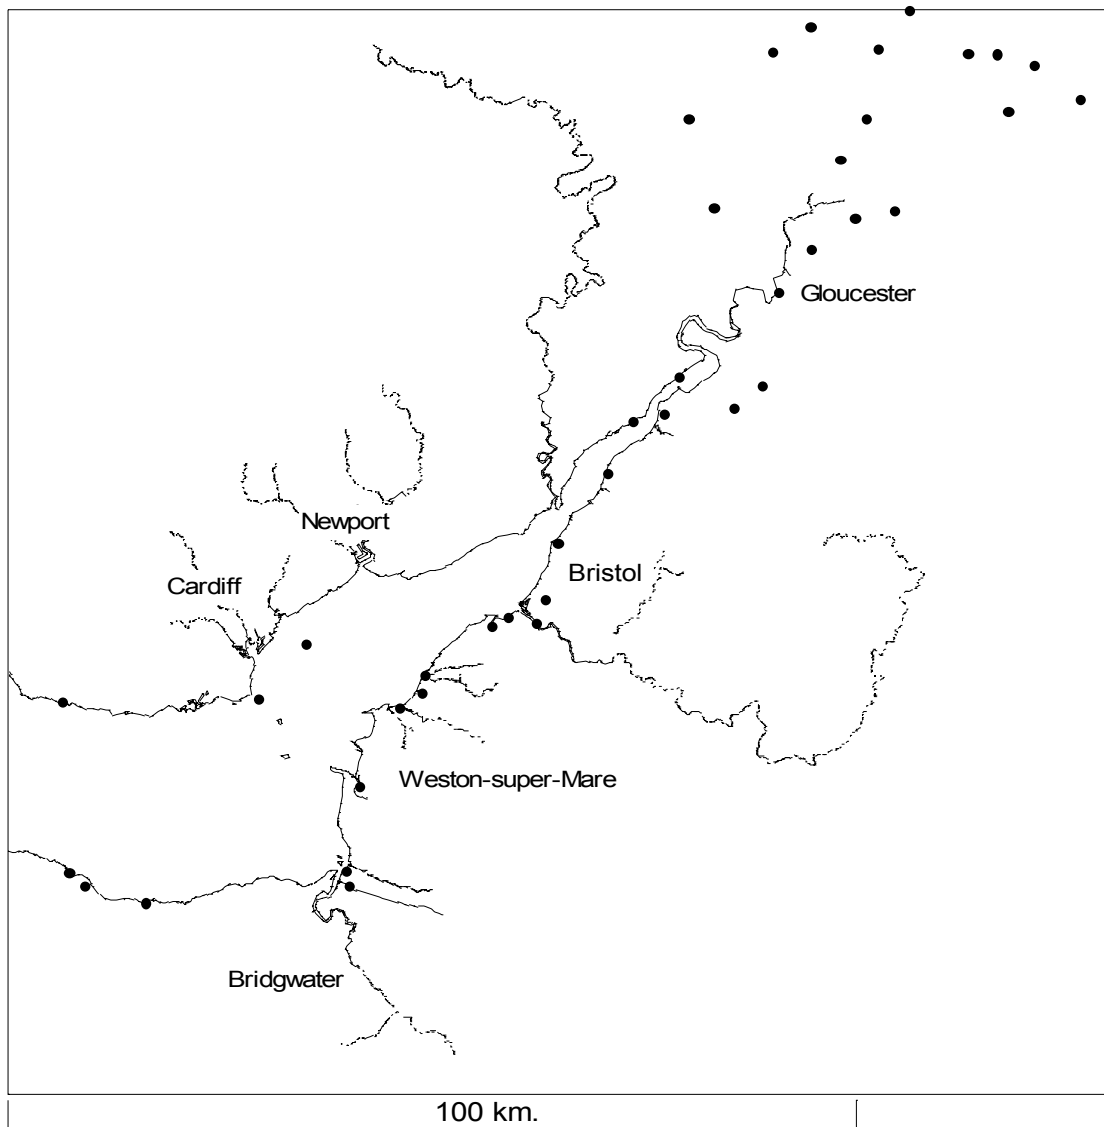 Gloucester
Newport
Bristol
Cardiff
Weston-super-Mare
Bridgwater
100 km.